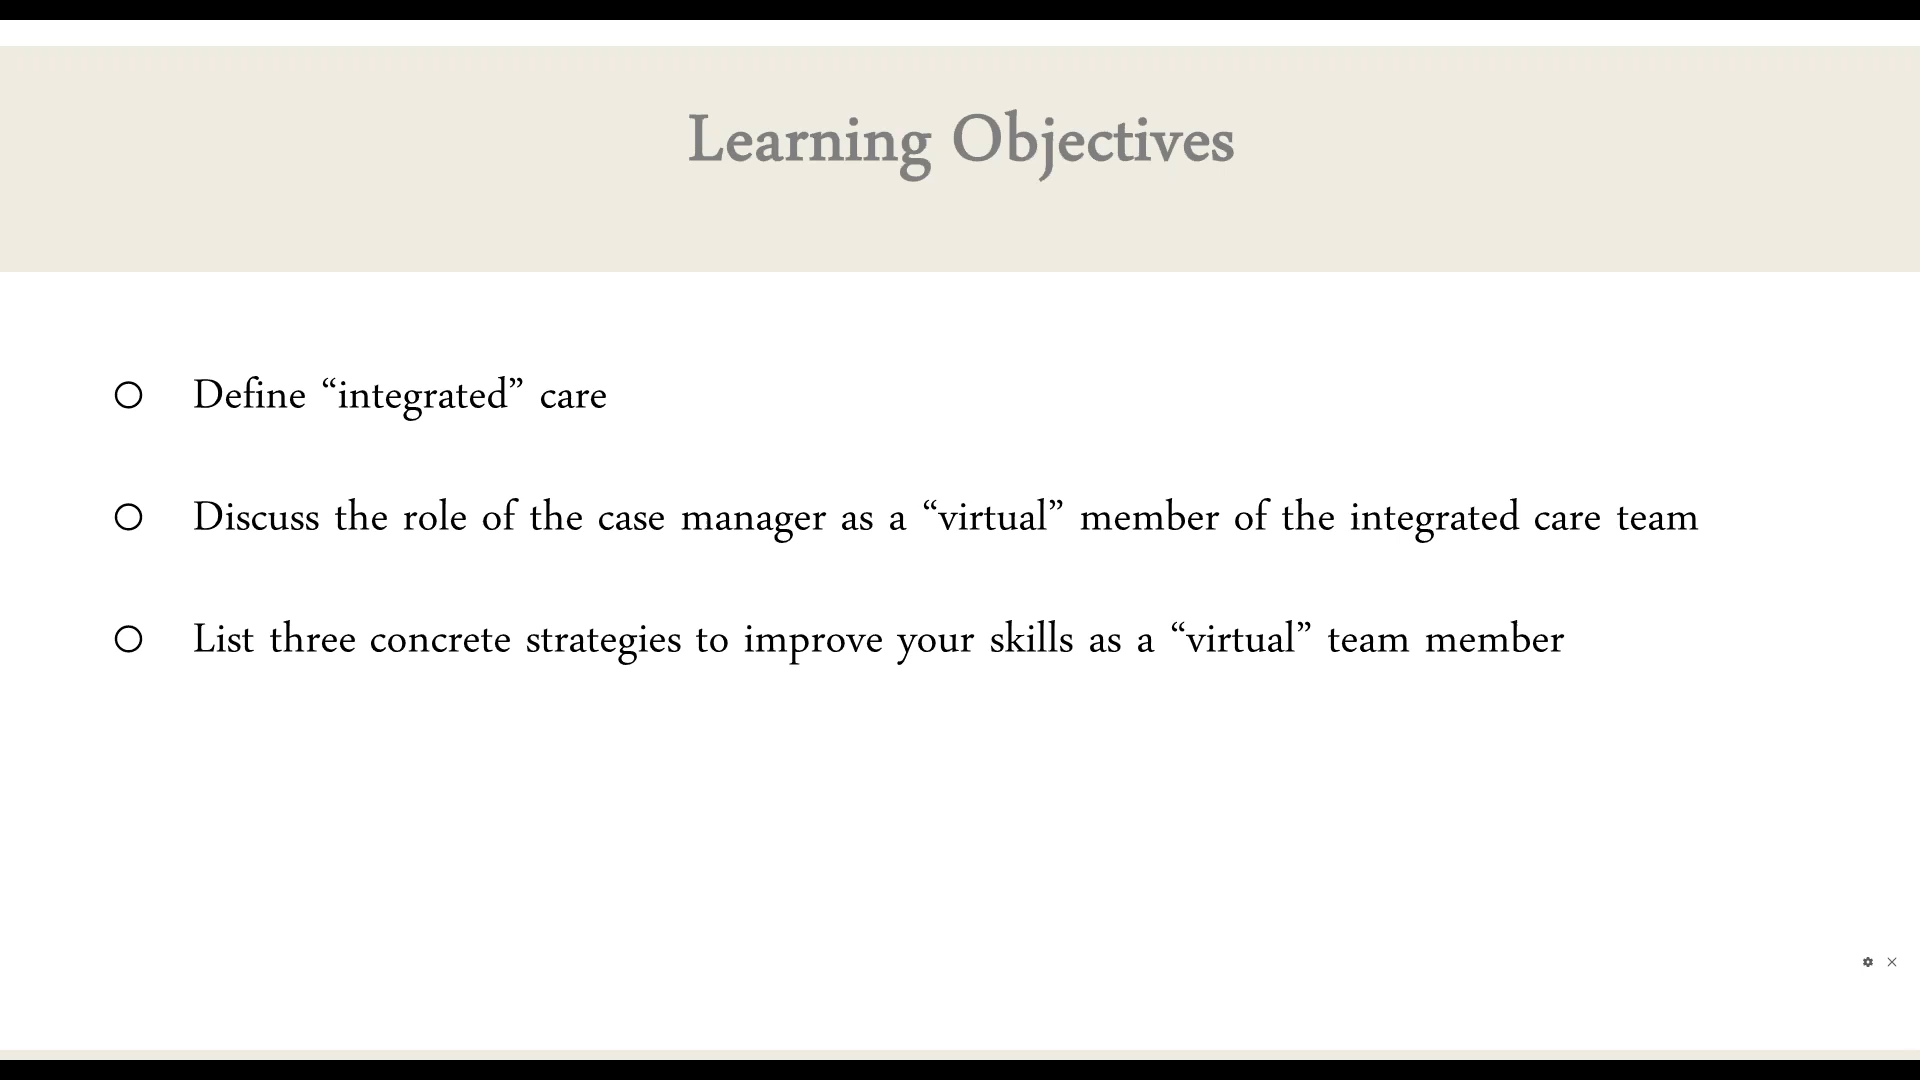 Learning Objectives
Define “integrated” care
Discuss the role of the case manager as a “virtual” member of the integrated care team
List three concrete strategies to improve your skills as a “virtual” team member